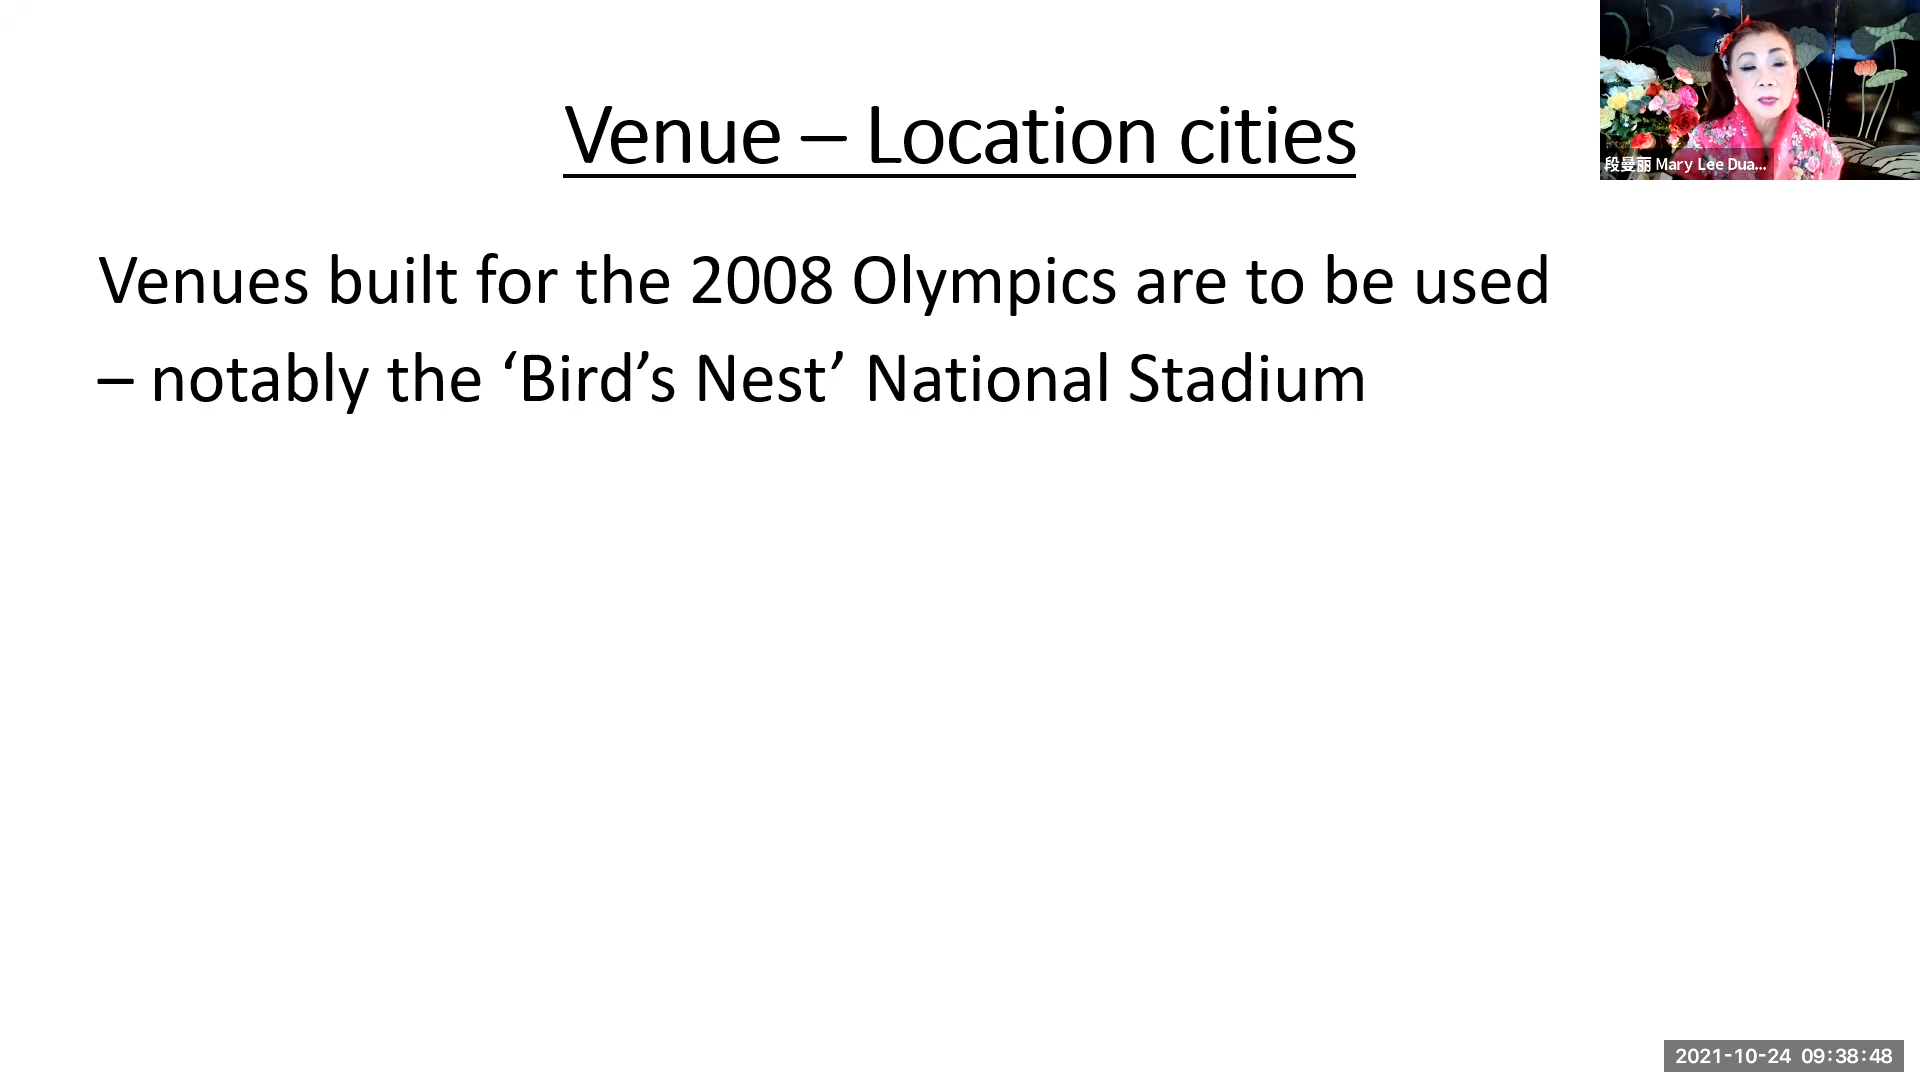 Venue – Location cities
段曼丽 Mary Lee Dua...
Venues built for the 2008 Olympics are to be used
– notably the ‘Bird’s Nest’ National Stadium
2021-10-24 09:38:48